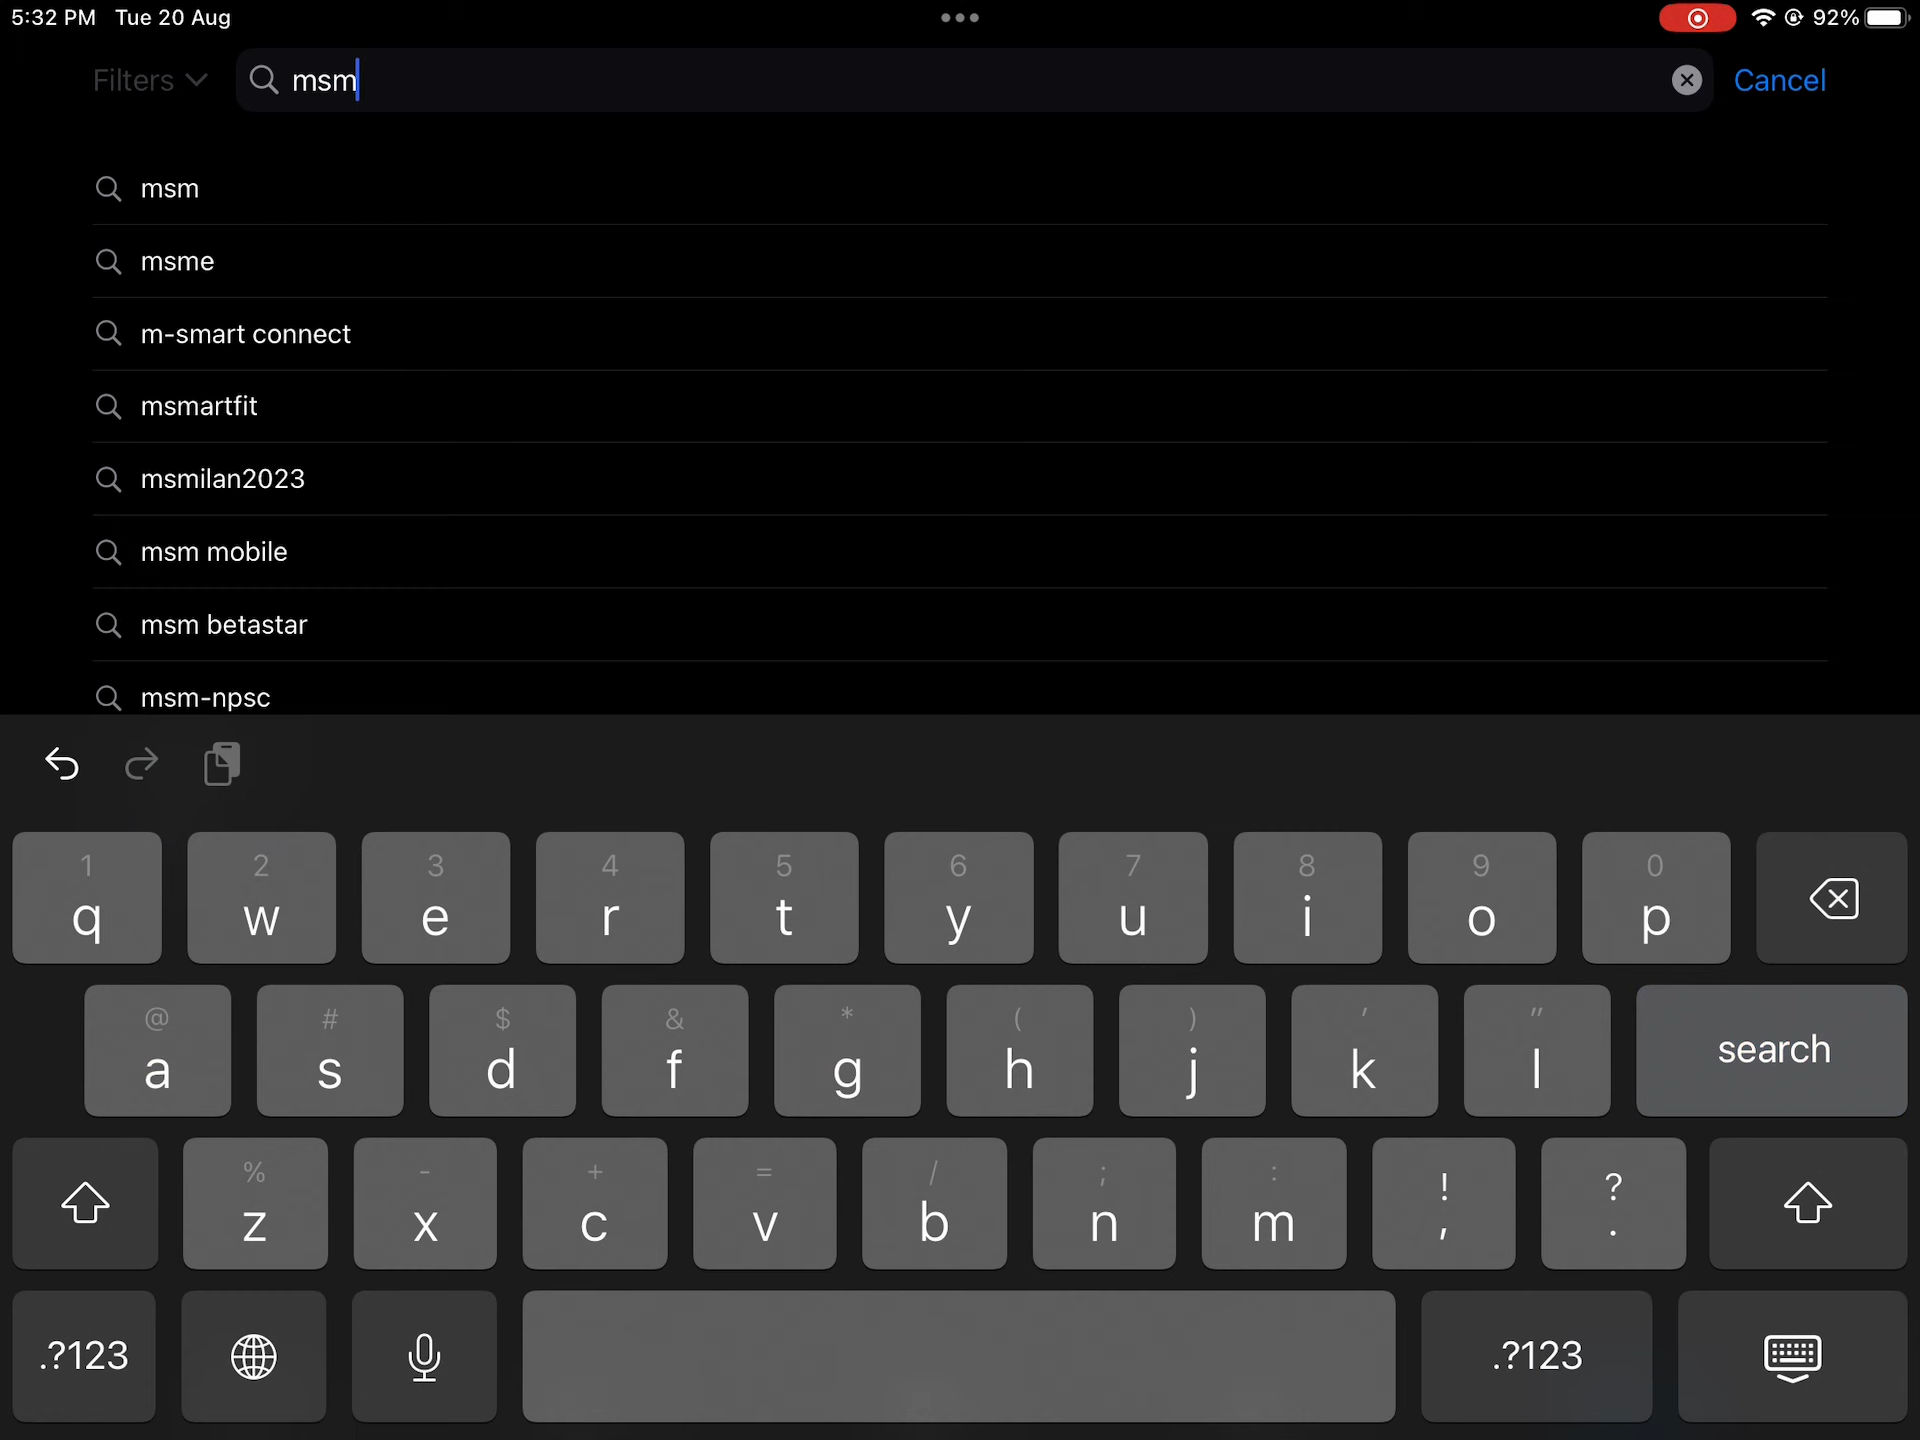 5:32 PM Tue 20 Aug 92%
Filters msm Cancel
msm
msme
m-smart connect
msmartfit
msmilan2023
msm mobile
msm betastar
msm-npsc
1 2 3 4 5 6 7 8 9 0
q w e r t y u i o p
@ # $ & * ( ) ' "
a s d f g h j k l search
% - + = / ; : ! ?
z x c v b n m , .
.?123 .?123